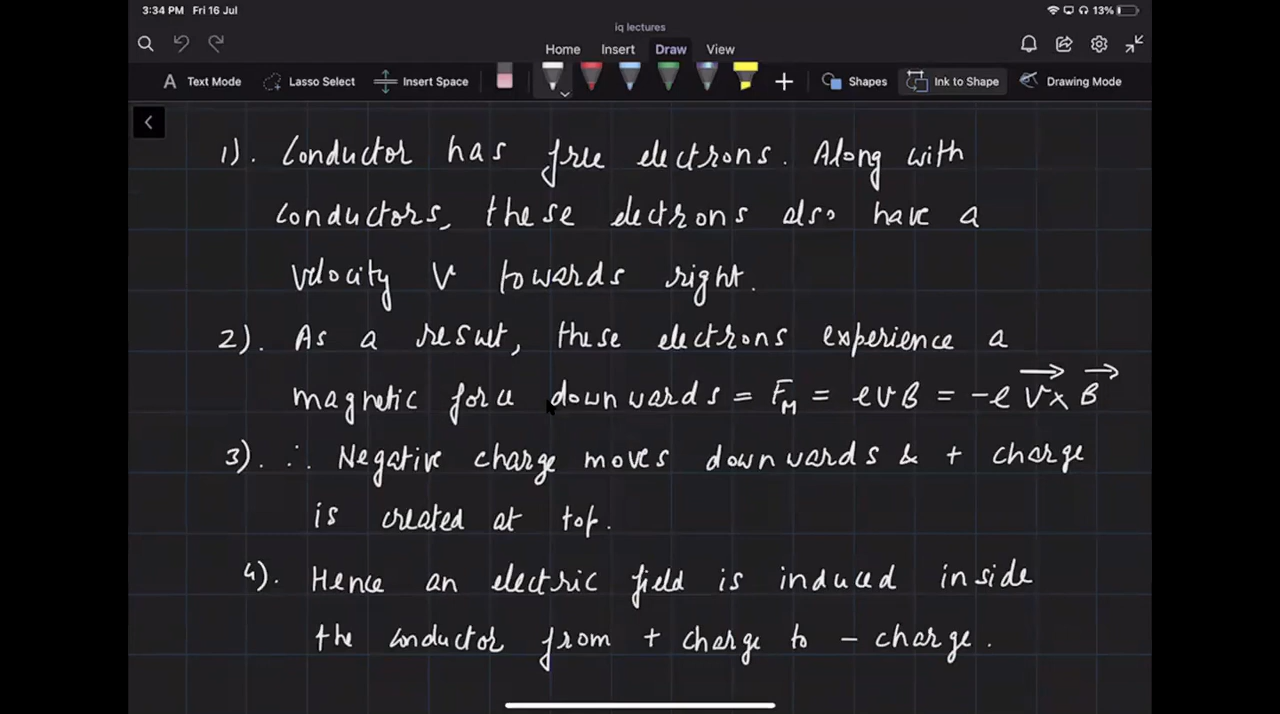 3:34 PM Fri 16 Jul
13%
iq lectures
Home Insert Draw View
Text Mode Lasso Select Insert Space Shapes Ink to Shape Drawing Mode
1). Conductor has free electrons. Along with
conductors, these electrons also have a
velocity V towards right.
2). As a result, these electrons experience a
magnetic force downwards = F_M = eVB = -e V⃗ x B⃗
3). ∴ Negative charge moves downwards & + charge
is created at top.
4). Hence an electric field is induced inside
the conductor from + charge to - charge.